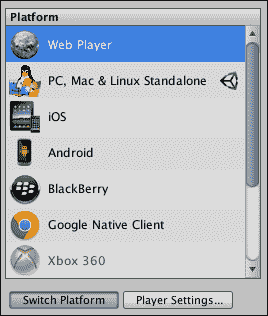 Platform
Web Player
PC, Mac & Linux Standalone
iOS
Android
BlackBerry
Google Native Client
Xbox 360
Switch Platform
Player Settings...